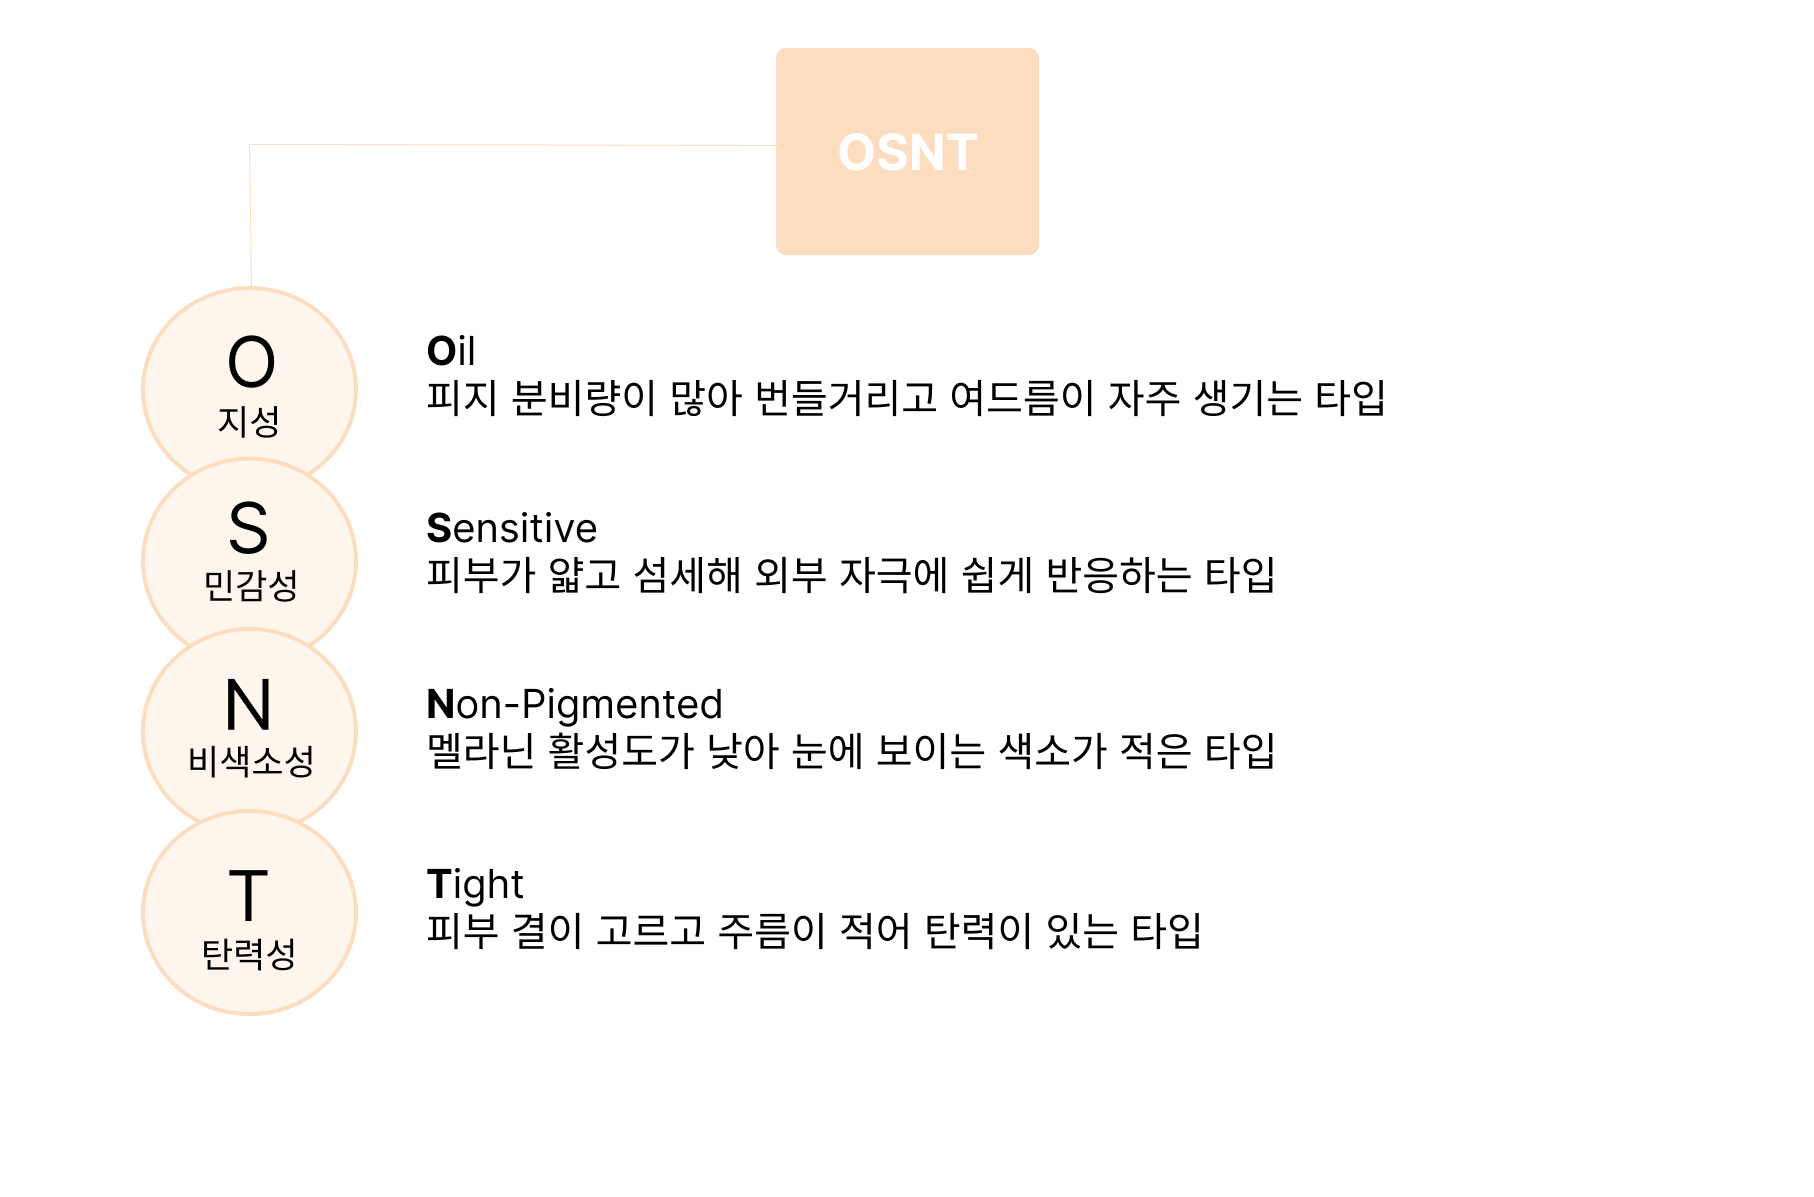 OSNT
O
지성
Oil
피지 분비량이 많아 번들거리고 여드름이 자주 생기는 타입
S
민감성
Sensitive
피부가 얇고 섬세해 외부 자극에 쉽게 반응하는 타입
N
비색소성
Non-Pigmented
멜라닌 활성도가 낮아 눈에 보이는 색소가 적은 타입
T
탄력성
Tight
피부 결이 고르고 주름이 적어 탄력이 있는 타입